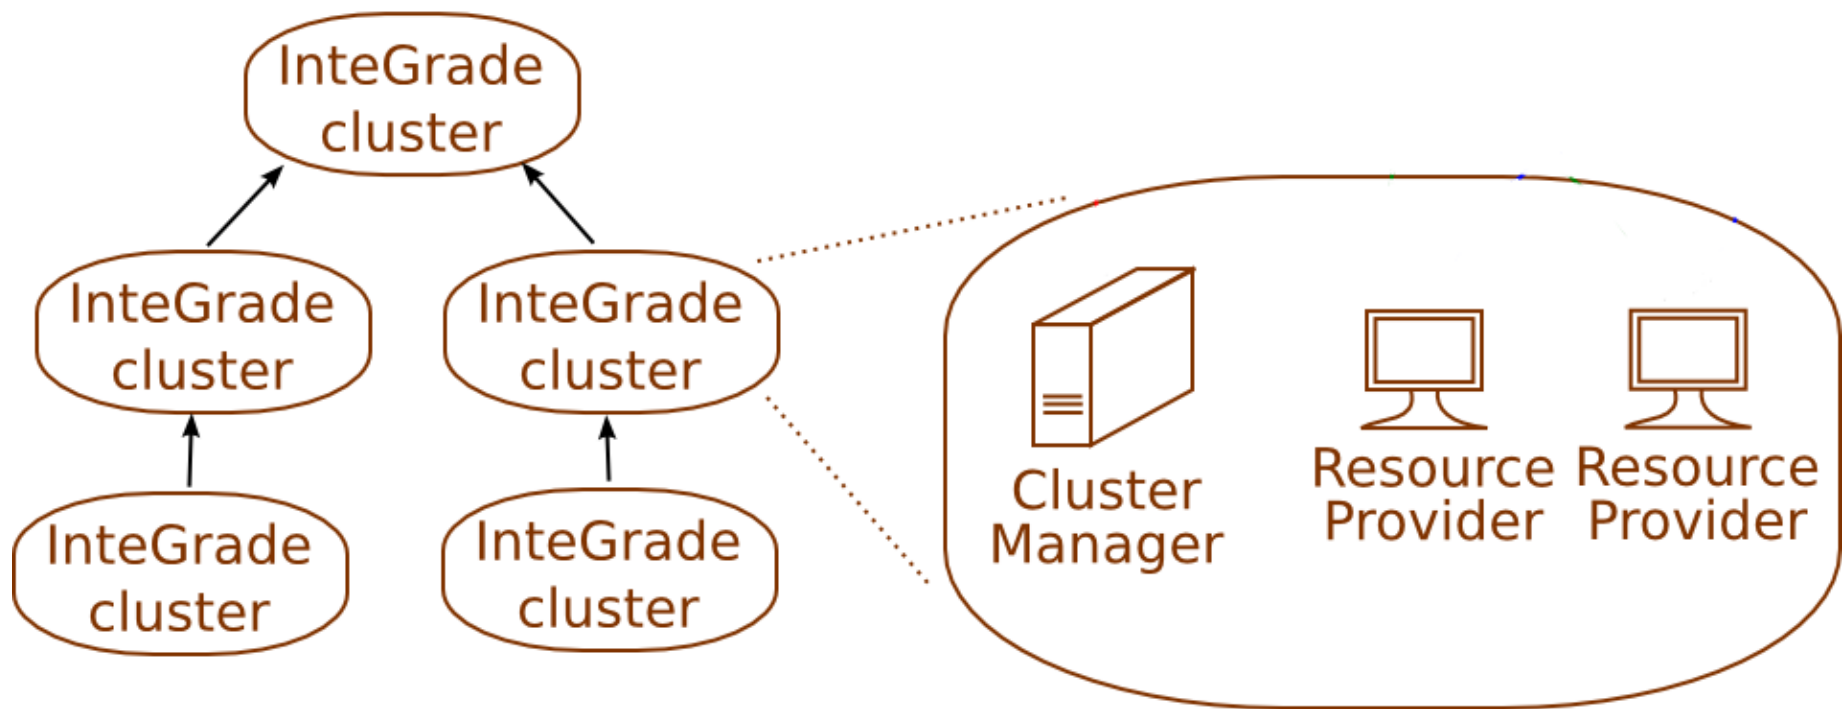 InteGrade
cluster
InteGrade
cluster
InteGrade
cluster
InteGrade
cluster
InteGrade
cluster
Cluster
Manager
Resource
Provider
Resource
Provider